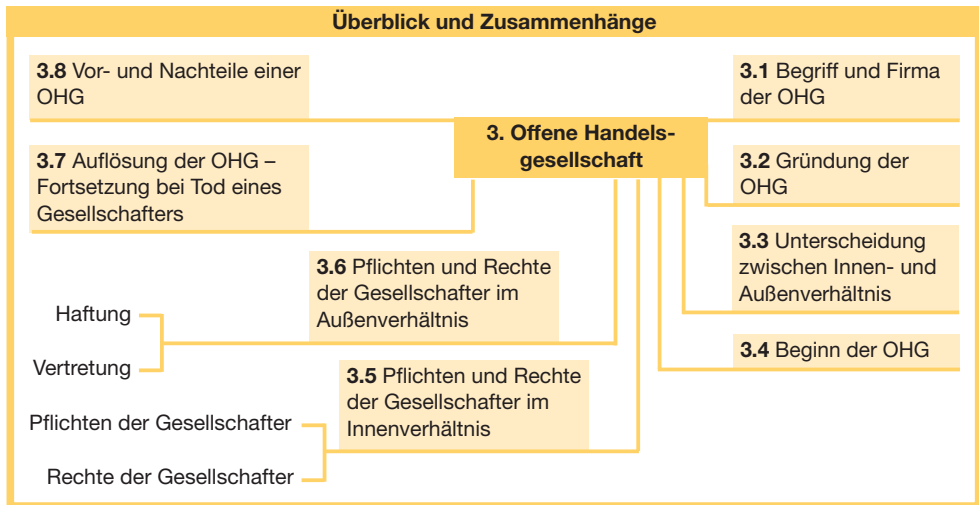 Überblick und Zusammenhänge
3. Offene Handels-
gesellschaft
3.1 Begriff und Firma
der OHG
3.2 Gründung der
OHG
3.3 Unterscheidung
zwischen Innen- und
Außenverhältnis
3.4 Beginn der OHG
3.5 Pflichten und Rechte
der Gesellschafter im
Innenverhältnis
Pflichten der Gesellschafter
Rechte der Gesellschafter
3.6 Pflichten und Rechte
der Gesellschafter im
Außenverhältnis
Haftung
Vertretung
3.7 Auflösung der OHG –
Fortsetzung bei Tod eines
Gesellschafters
3.8 Vor- und Nachteile einer
OHG